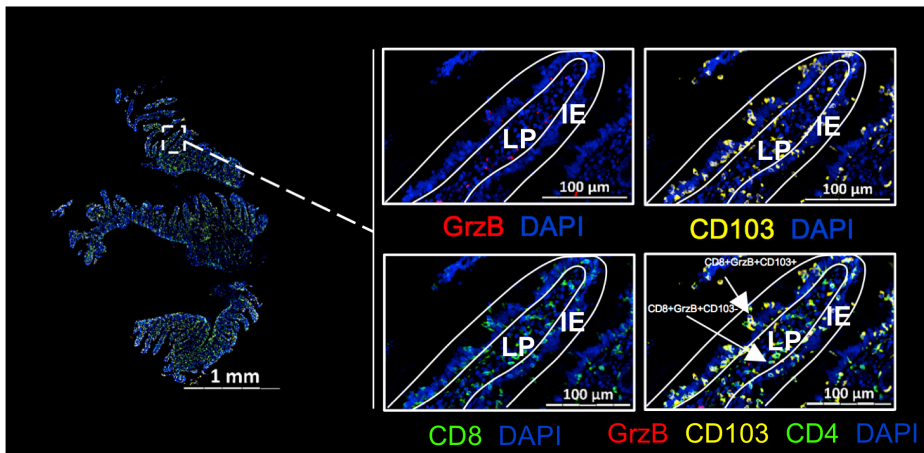 LP
IE
100 µm
GrzB DAPI
LP
IE
100 µm
CD103 DAPI
1 mm
LP
IE
100 µm
CD8 DAPI
CD8+GrzB+CD103+
CD8+GrzB+CD103-
LP
IE
100 µm
GrzB CD103 CD4 DAPI